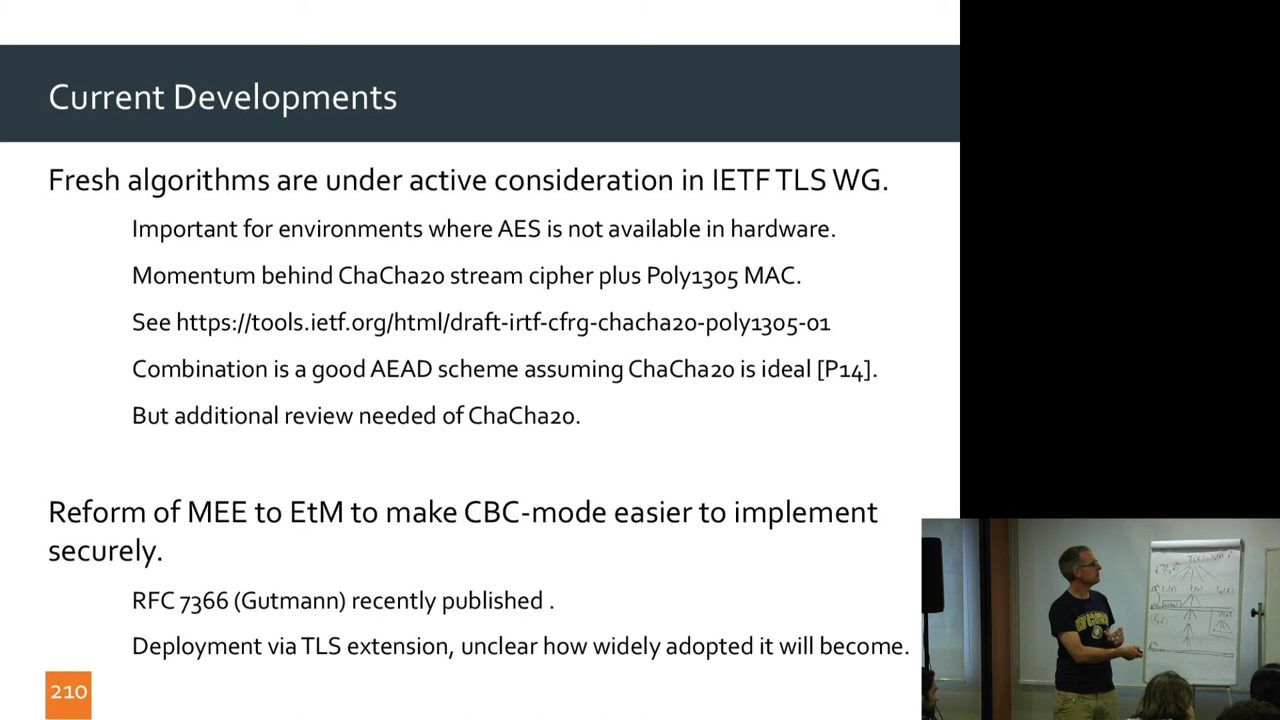 Current Developments
Fresh algorithms are under active consideration in IETF TLS WG.
Important for environments where AES is not available in hardware.
Momentum behind ChaCha20 stream cipher plus Poly1305 MAC.
See https://tools.ietf.org/html/draft-irtf-cfrg-chacha20-poly1305-01
Combination is a good AEAD scheme assuming ChaCha20 is ideal [P14].
But additional review needed of ChaCha20.
Reform of MEE to EtM to make CBC-mode easier to implement
securely.
RFC 7366 (Gutmann) recently published .
Deployment via TLS extension, unclear how widely adopted it will become.
210